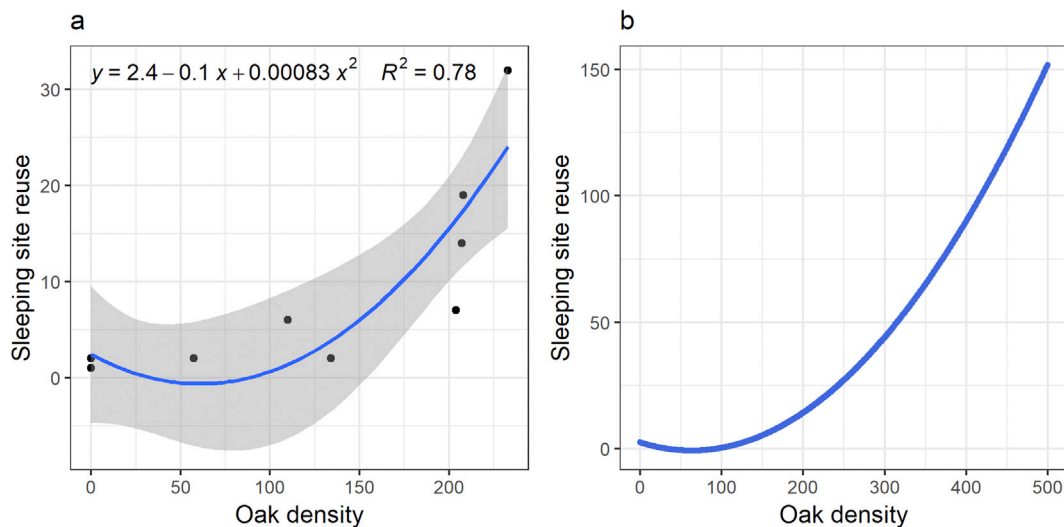 a
y = 2.4 − 0.1 x + 0.00083 x² R² = 0.78
30
20
10
0
0 50 100 150 200
Oak density
Sleeping site reuse
b
150
100
50
0
0 100 200 300 400 500
Oak density
Sleeping site reuse